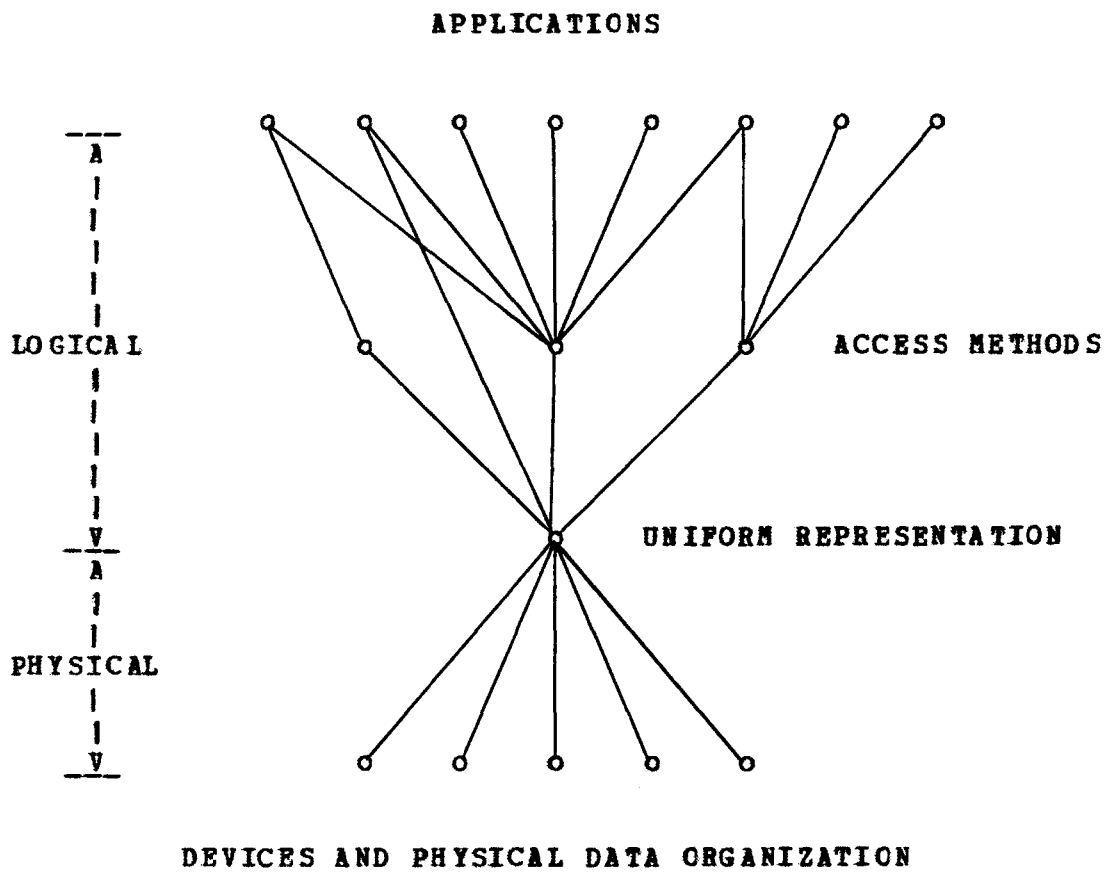 APPLICATIONS
LOGICAL
ACCESS METHODS
UNIFORM REPRESENTATION
PHYSICAL
DEVICES AND PHYSICAL DATA ORGANIZATION